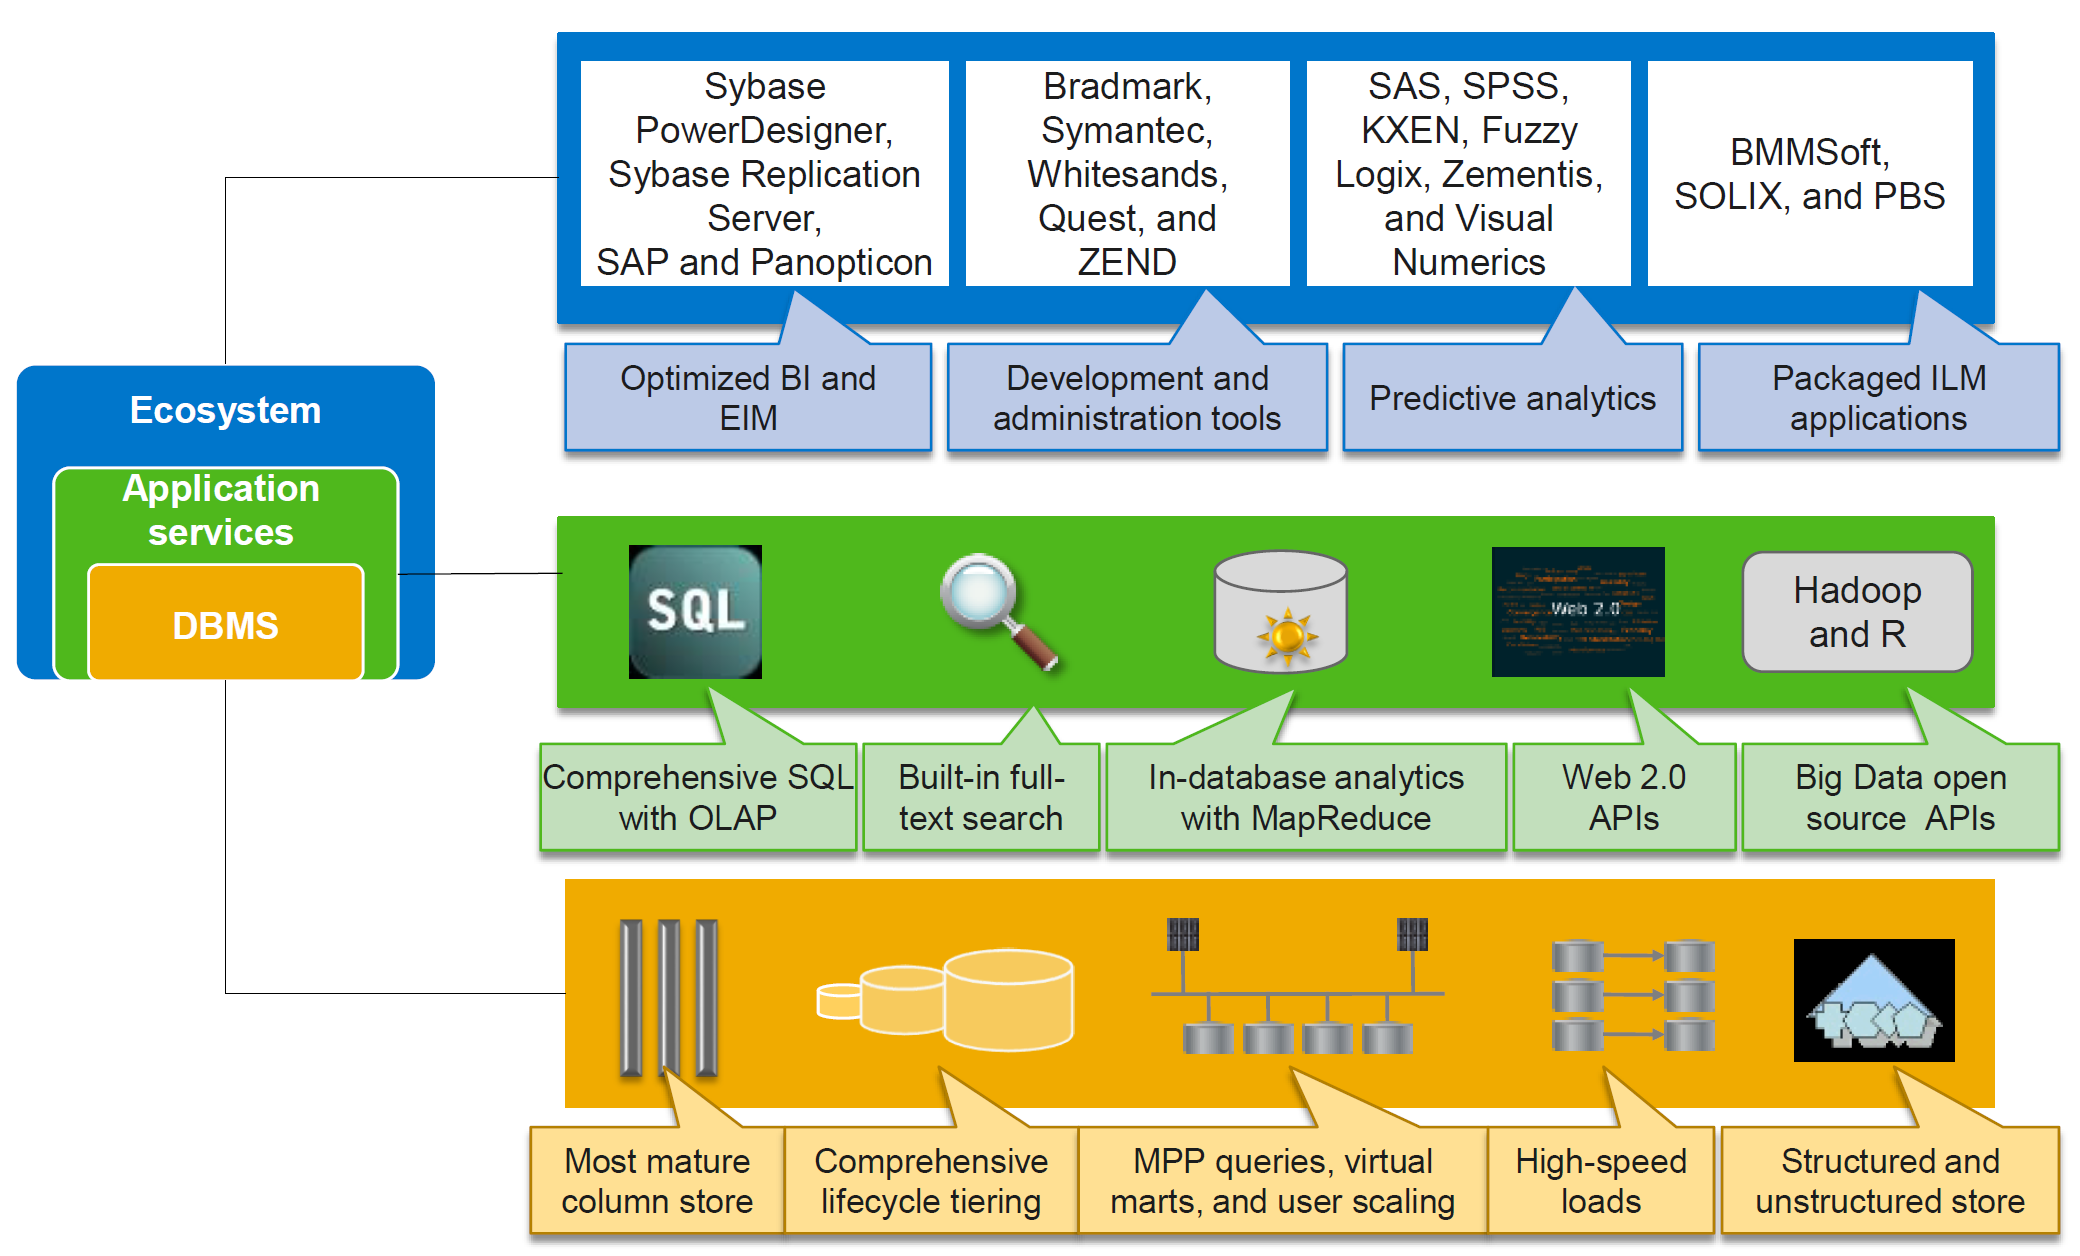 Sybase
PowerDesigner,
Sybase Replication
Server,
SAP and Panopticon
Bradmark,
Symantec,
Whitesands,
Quest, and
ZEND
SAS, SPSS,
KXEN, Fuzzy
Logix, Zementis,
and Visual
Numerics
BMMSoft,
SOLIX, and PBS
Optimized BI and
EIM
Development and
administration tools
Predictive analytics
Packaged ILM
applications
Ecosystem
Application
services
DBMS
SQL
Web 2.0
Hadoop
and R
Comprehensive SQL
with OLAP
Built-in full-
text search
In-database analytics
with MapReduce
Web 2.0
APIs
Big Data open
source  APIs
Most mature
column store
Comprehensive
lifecycle tiering
MPP queries, virtual
marts, and user scaling
High-speed
loads
Structured and
unstructured store